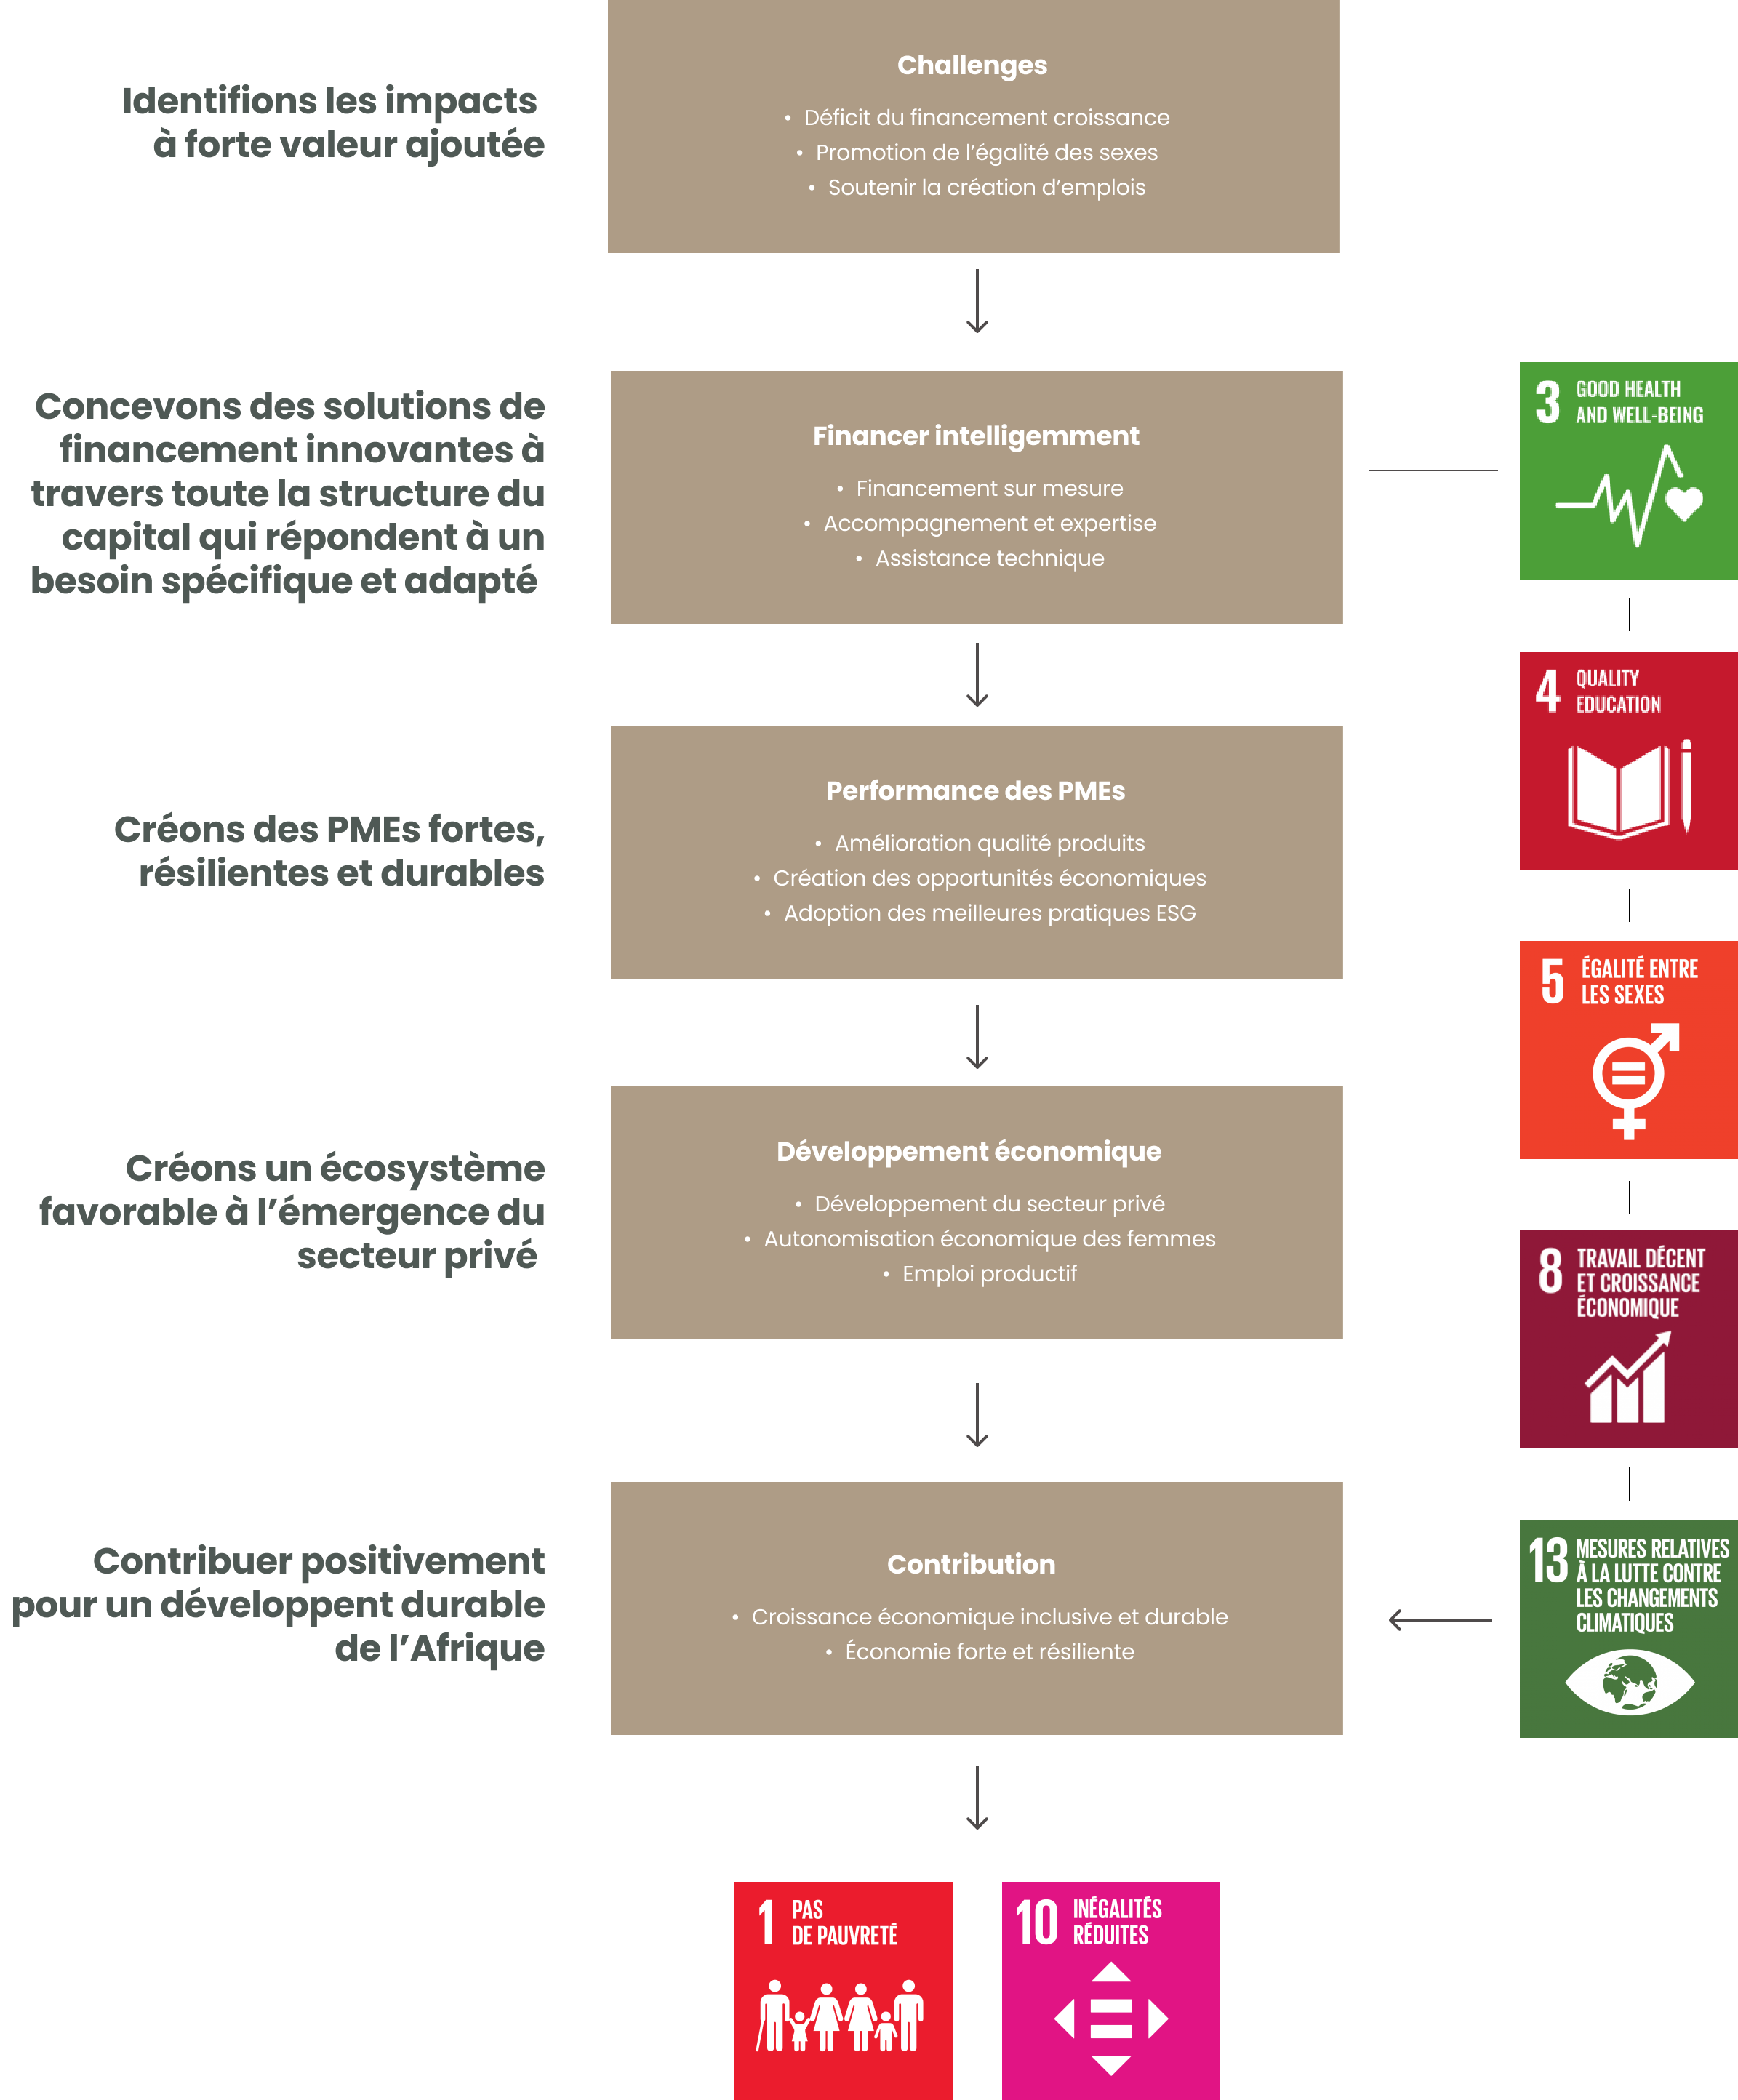 Identifions les impacts
à forte valeur ajoutée
Challenges
• Déficit du financement croissance
• Promotion de l’égalité des sexes
• Soutenir la création d’emplois
Concevons des solutions de
financement innovantes à
travers toute la structure du
capital qui répondent à un
besoin spécifique et adapté
Financer intelligemment
• Financement sur mesure
• Accompagnement et expertise
• Assistance technique
3 GOOD HEALTH
AND WELL-BEING
4 QUALITY
EDUCATION
Créons des PMEs fortes,
résilientes et durables
Performance des PMEs
• Amélioration qualité produits
• Création des opportunités économiques
• Adoption des meilleures pratiques ESG
5 ÉGALITÉ ENTRE
LES SEXES
Créons un écosystème
favorable à l’émergence du
secteur privé
Développement économique
• Développement du secteur privé
• Autonomisation économique des femmes
• Emploi productif
8 TRAVAIL DÉCENT
ET CROISSANCE
ÉCONOMIQUE
Contribuer positivement
pour un développent durable
de l’Afrique
Contribution
• Croissance économique inclusive et durable
• Économie forte et résiliente
13 MESURES RELATIVES
À LA LUTTE CONTRE
LES CHANGEMENTS
CLIMATIQUES
1 PAS
DE PAUVRETÉ
10 INÉGALITÉS
RÉDUITES